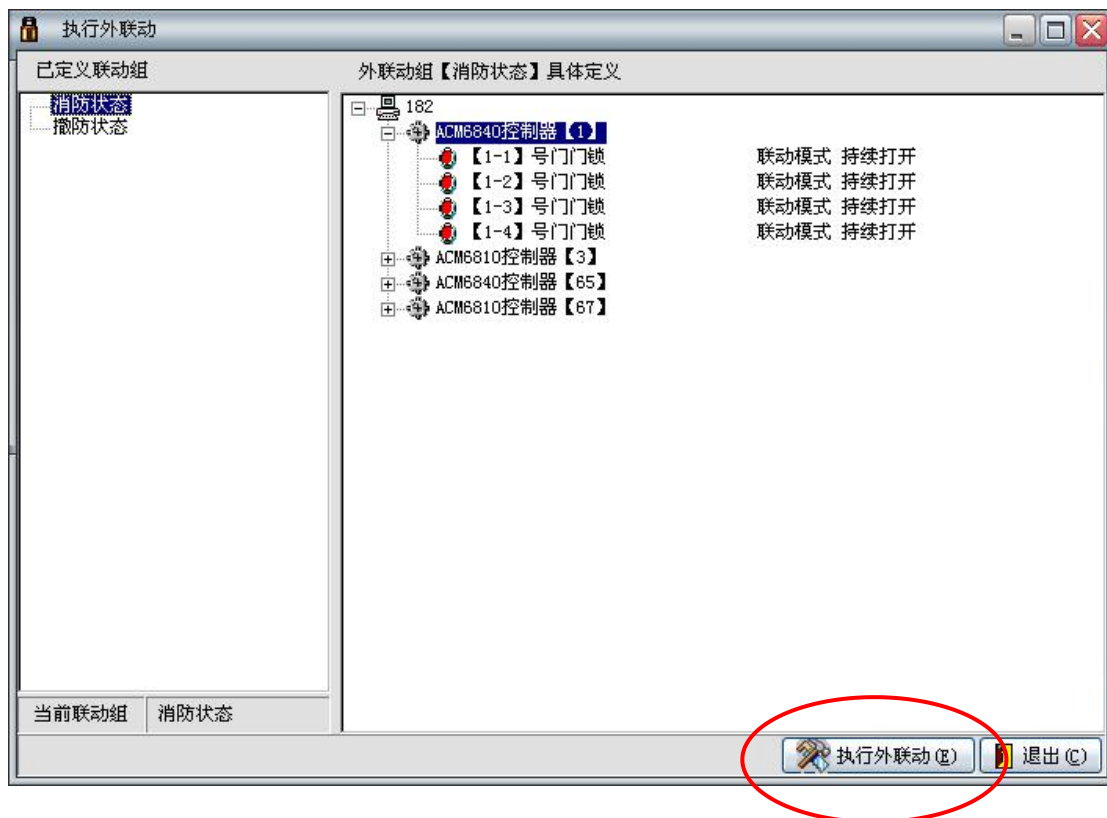 执行外联动
已定义联动组
外联动组【消防状态】具体定义
消防状态
撤防状态
182
ACM6840控制器【1】
【1-1】号门门锁 联动模式 持续打开
【1-2】号门门锁 联动模式 持续打开
【1-3】号门门锁 联动模式 持续打开
【1-4】号门门锁 联动模式 持续打开
ACM6810控制器【3】
ACM6840控制器【65】
ACM6810控制器【67】
当前联动组 消防状态
执行外联动(E) 退出(C)